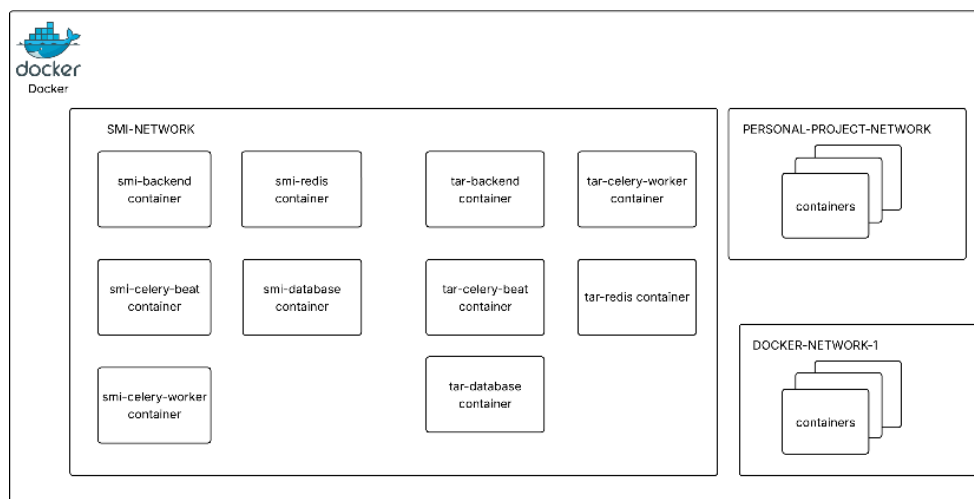 docker
Docker
SMI-NETWORK
smi-backend
container
smi-redis
container
tar-backend
container
tar-celery-worker
container
smi-celery-beat
container
smi-database
container
tar-celery-beat
container
tar-redis container
smi-celery-worker
container
tar-database
container
PERSONAL-PROJECT-NETWORK
containers
DOCKER-NETWORK-1
containers